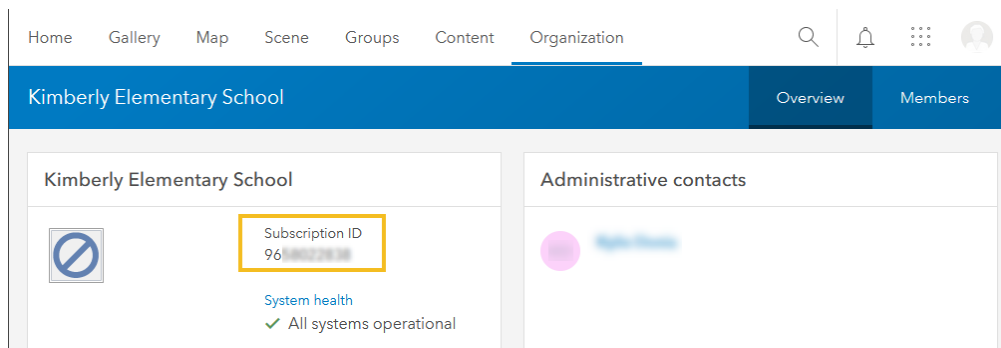 Home Gallery Map Scene Groups Content Organization
Kimberly Elementary School Overview Members
Kimberly Elementary School
Subscription ID
96
System health
All systems operational
Administrative contacts